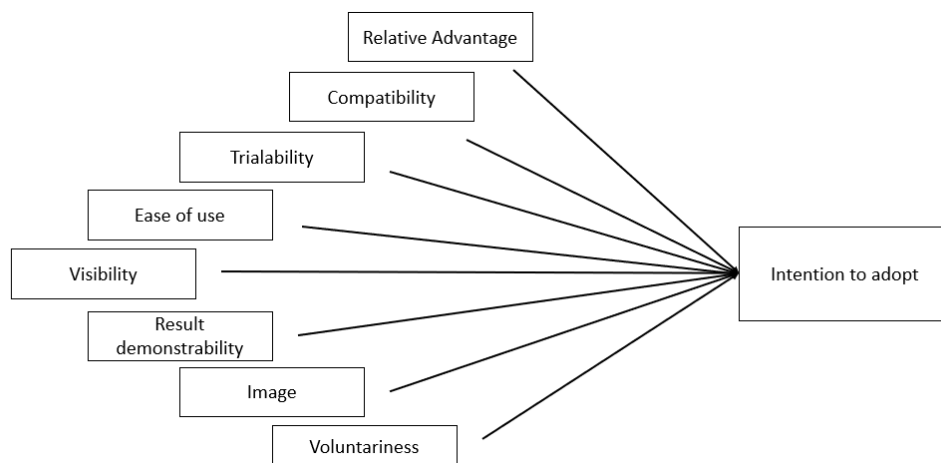 Relative Advantage
Compatibility
Trialability
Ease of use
Visibility
Intention to adopt
Result
demonstrability
Image
Voluntariness